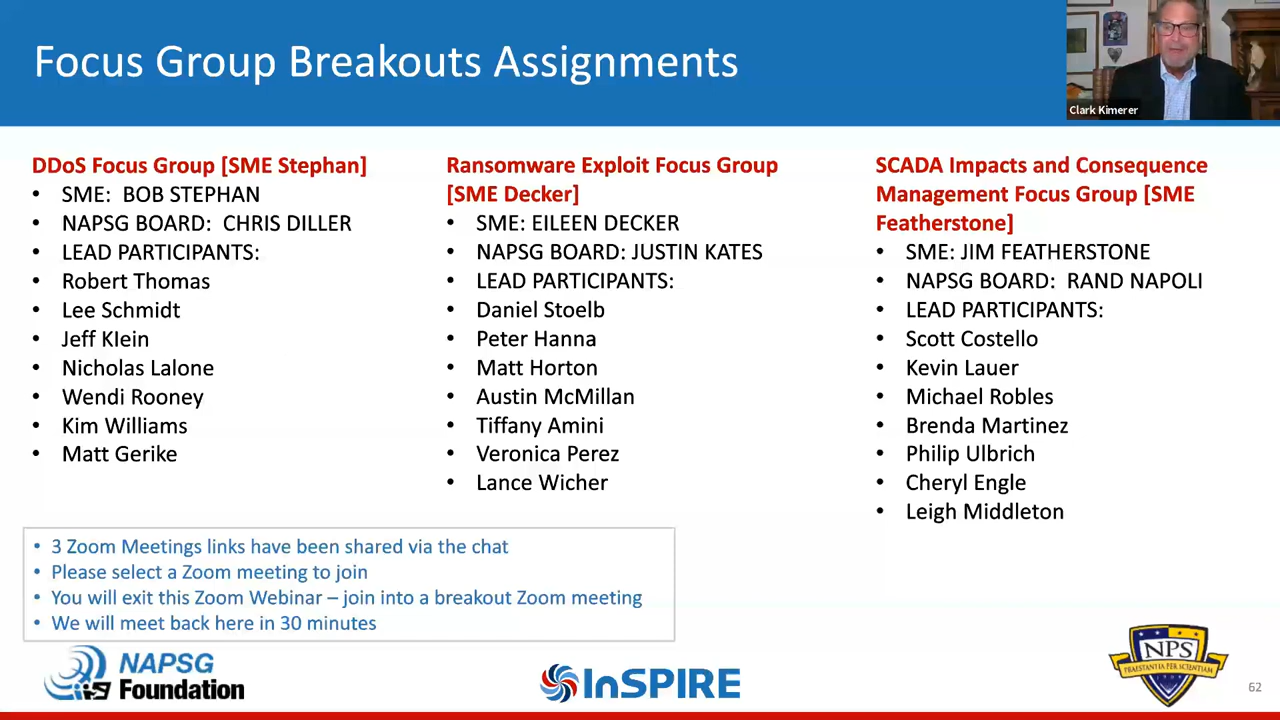 Focus Group Breakouts Assignments
Clark Kimerer
DDoS Focus Group [SME Stephan]
• SME: BOB STEPHAN
• NAPSG BOARD: CHRIS DILLER
• LEAD PARTICIPANTS:
• Robert Thomas
• Lee Schmidt
• Jeff KIein
• Nicholas Lalone
• Wendi Rooney
• Kim Williams
• Matt Gerike
Ransomware Exploit Focus Group
[SME Decker]
• SME: EILEEN DECKER
• NAPSG BOARD: JUSTIN KATES
• LEAD PARTICIPANTS:
• Daniel Stoelb
• Peter Hanna
• Matt Horton
• Austin McMillan
• Tiffany Amini
• Veronica Perez
• Lance Wicher
SCADA Impacts and Consequence
Management Focus Group [SME
Featherstone]
• SME: JIM FEATHERSTONE
• NAPSG BOARD: RAND NAPOLI
• LEAD PARTICIPANTS:
• Scott Costello
• Kevin Lauer
• Michael Robles
• Brenda Martinez
• Philip Ulbrich
• Cheryl Engle
• Leigh Middleton
• 3 Zoom Meetings links have been shared via the chat
• Please select a Zoom meeting to join
• You will exit this Zoom Webinar – join into a breakout Zoom meeting
• We will meet back here in 30 minutes
NAPSG
Foundation
InSPIRE
NPS
PRAESTANTIA PER SCIENTIAM
62